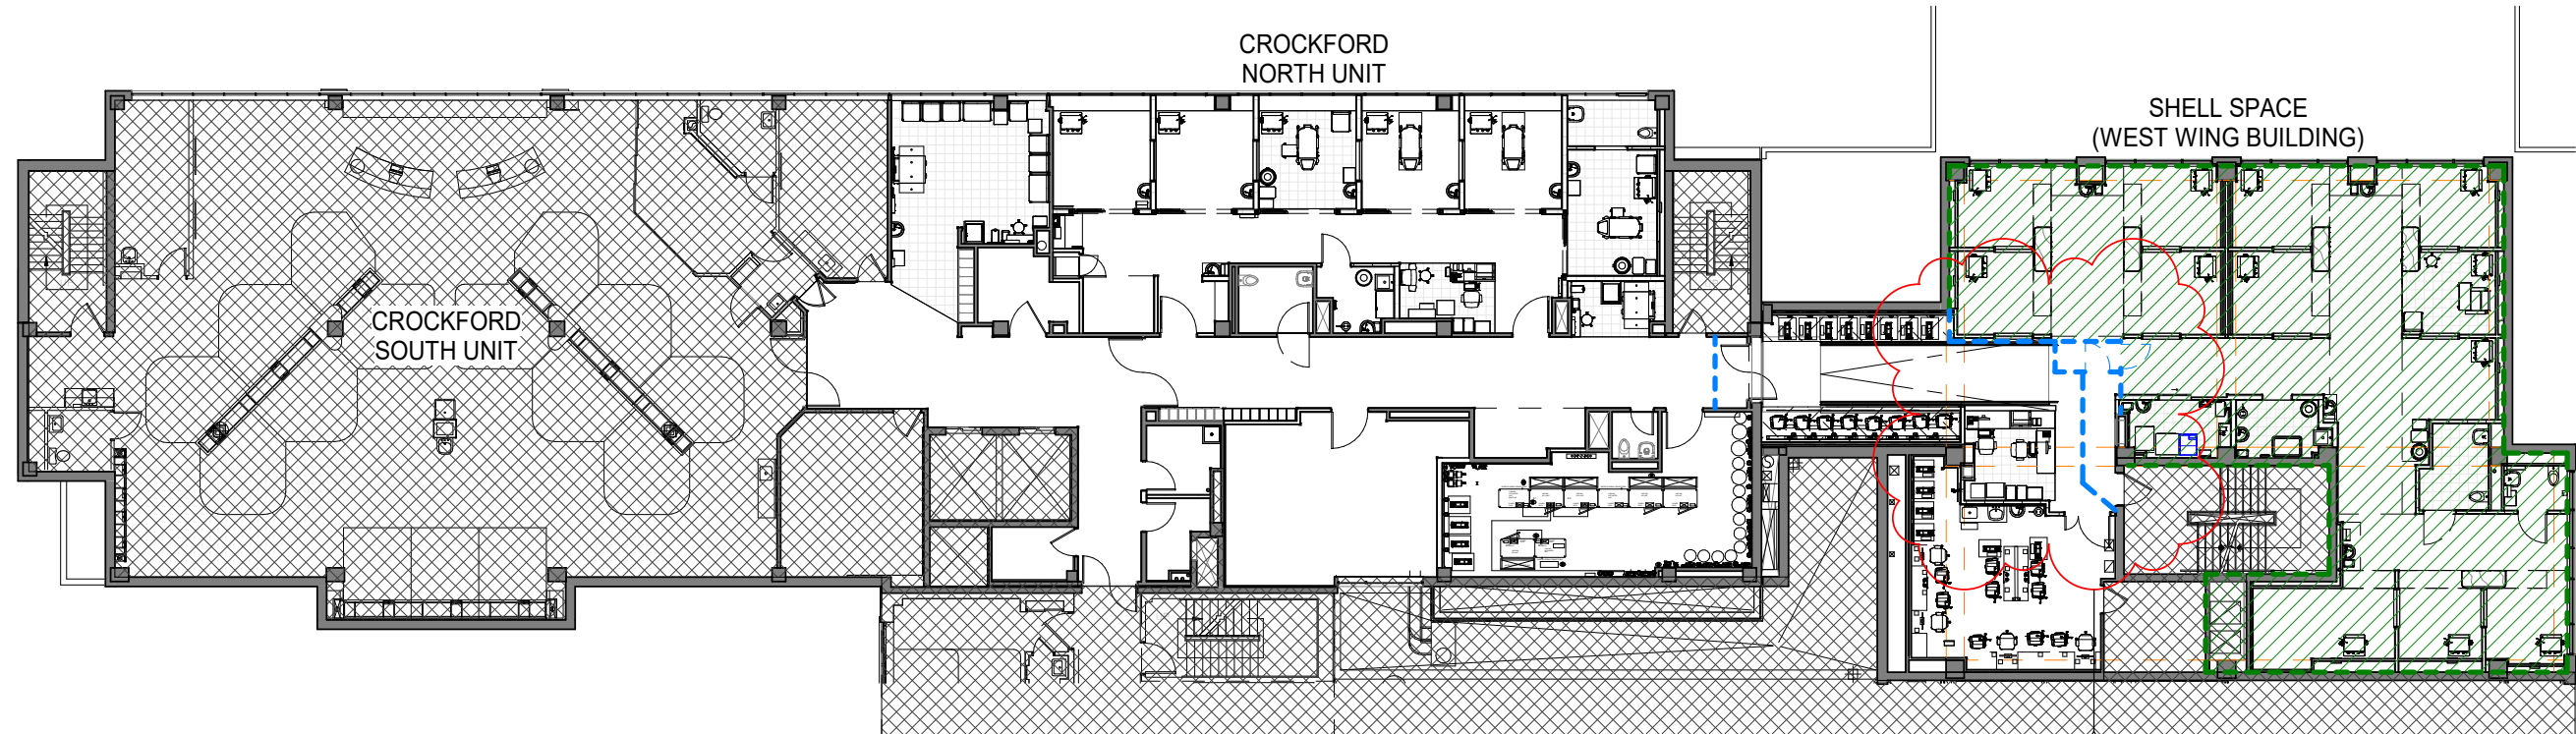 CROCKFORD
NORTH UNIT
SHELL SPACE
(WEST WING BUILDING)
CROCKFORD
SOUTH UNIT